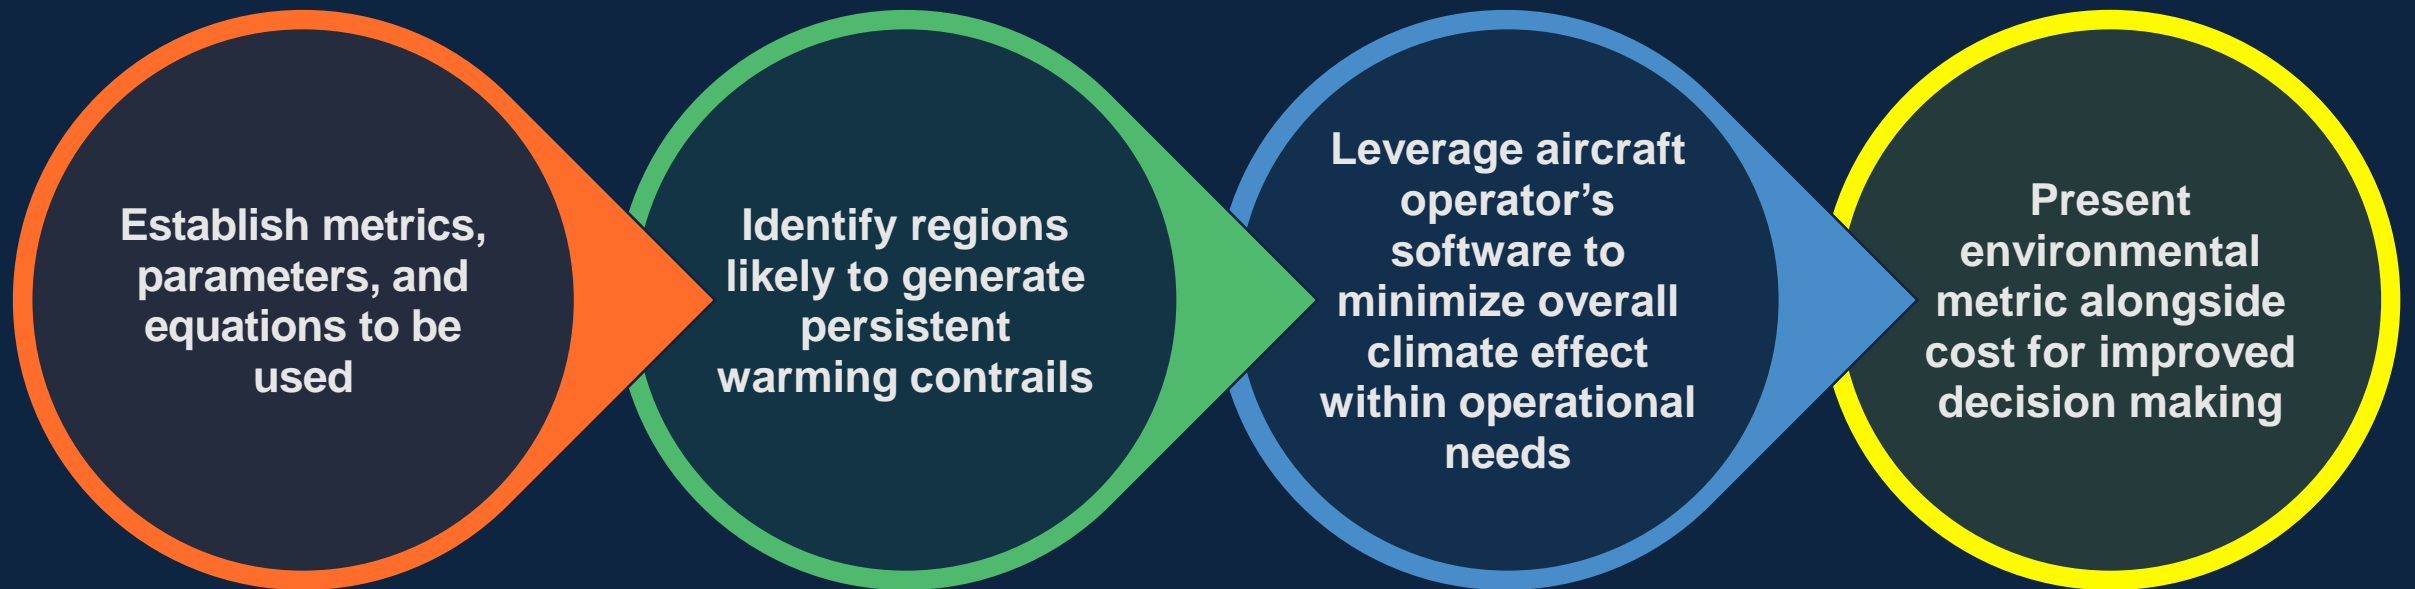 Establish metrics,
parameters, and
equations to be
used
Identify regions
likely to generate
persistent
warming contrails
Leverage aircraft
operator’s
software to
minimize overall
climate effect
within operational
needs
Present
environmental
metric alongside
cost for improved
decision making